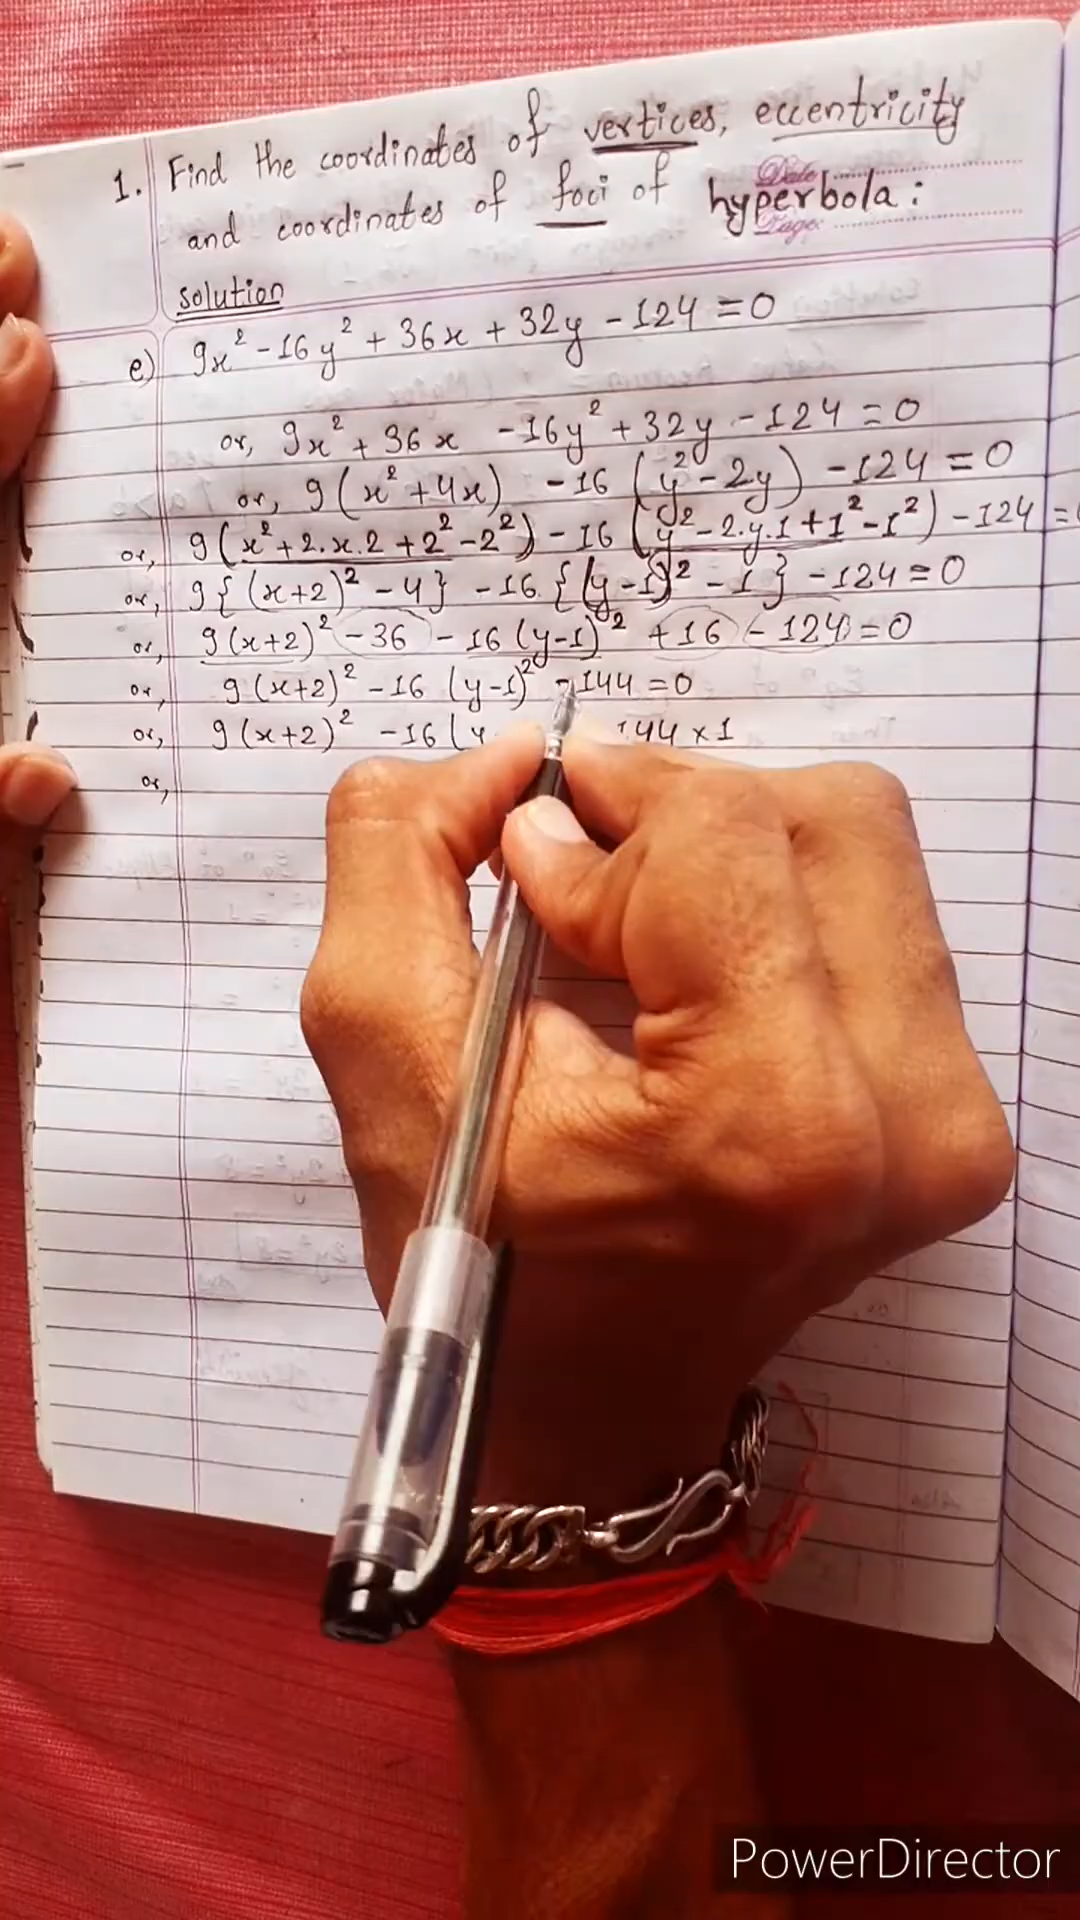 1. Find the coordinates of vertices, eccentricity
Date
and coordinates of foci of hyperbola:
Page
solution
e) 9x² - 16y² + 36x + 32y - 124 = 0
or, 9x² + 36x - 16y² + 32y - 124 = 0
or, 9(x² + 4x) - 16(y² - 2y) - 124 = 0
or, 9(x² + 2.x.2 + 2² - 2²) - 16(y² - 2.y.1 + 1² - 1²) - 124 =
or, 9{(x+2)² - 4} - 16{(y-1)² - 1} - 124 = 0
or, 9(x+2)² - 36 - 16(y-1)² + 16 - 124 = 0
or, 9(x+2)² - 16(y-1)² - 144 = 0
or, 9(x+2)² - 16(y 144 × 1
or,
PowerDirector